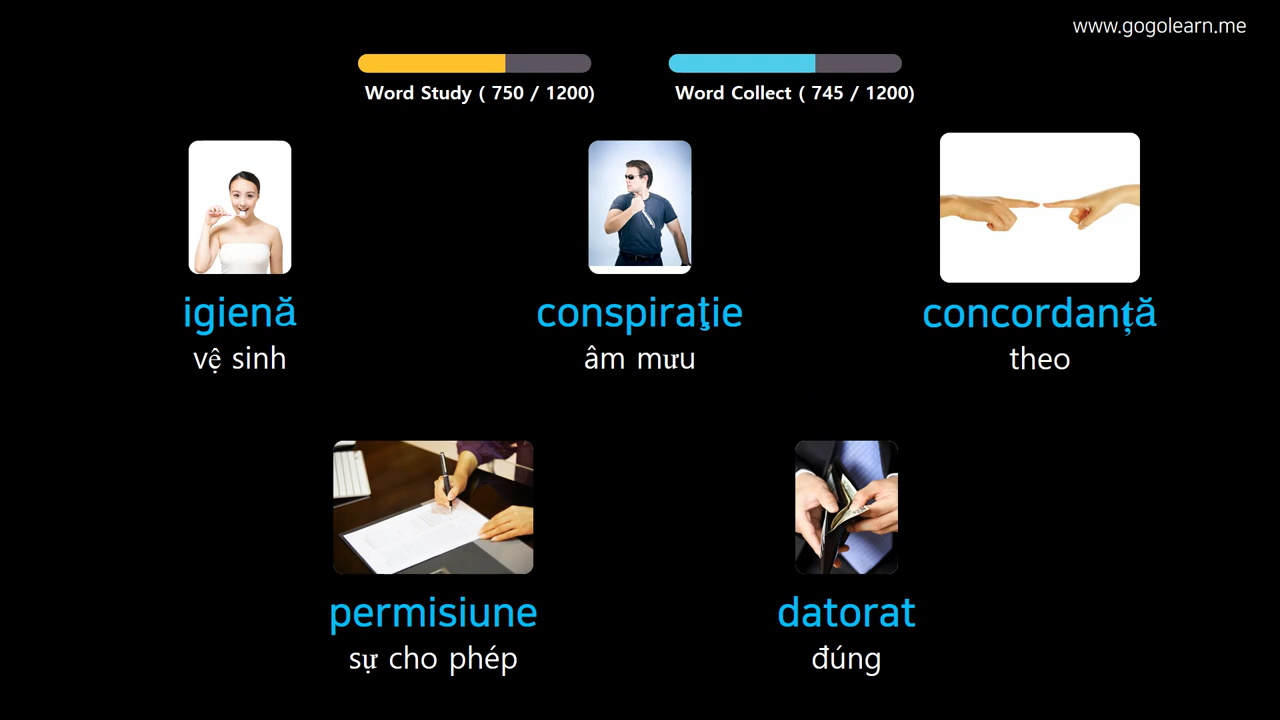 www.gogolearn.me
Word Study ( 750 / 1200)
Word Collect ( 745 / 1200)
igienă
conspiraţie
concordanță
vệ sinh
âm mưu
theo
permisiune
datorat
sự cho phép
đúng